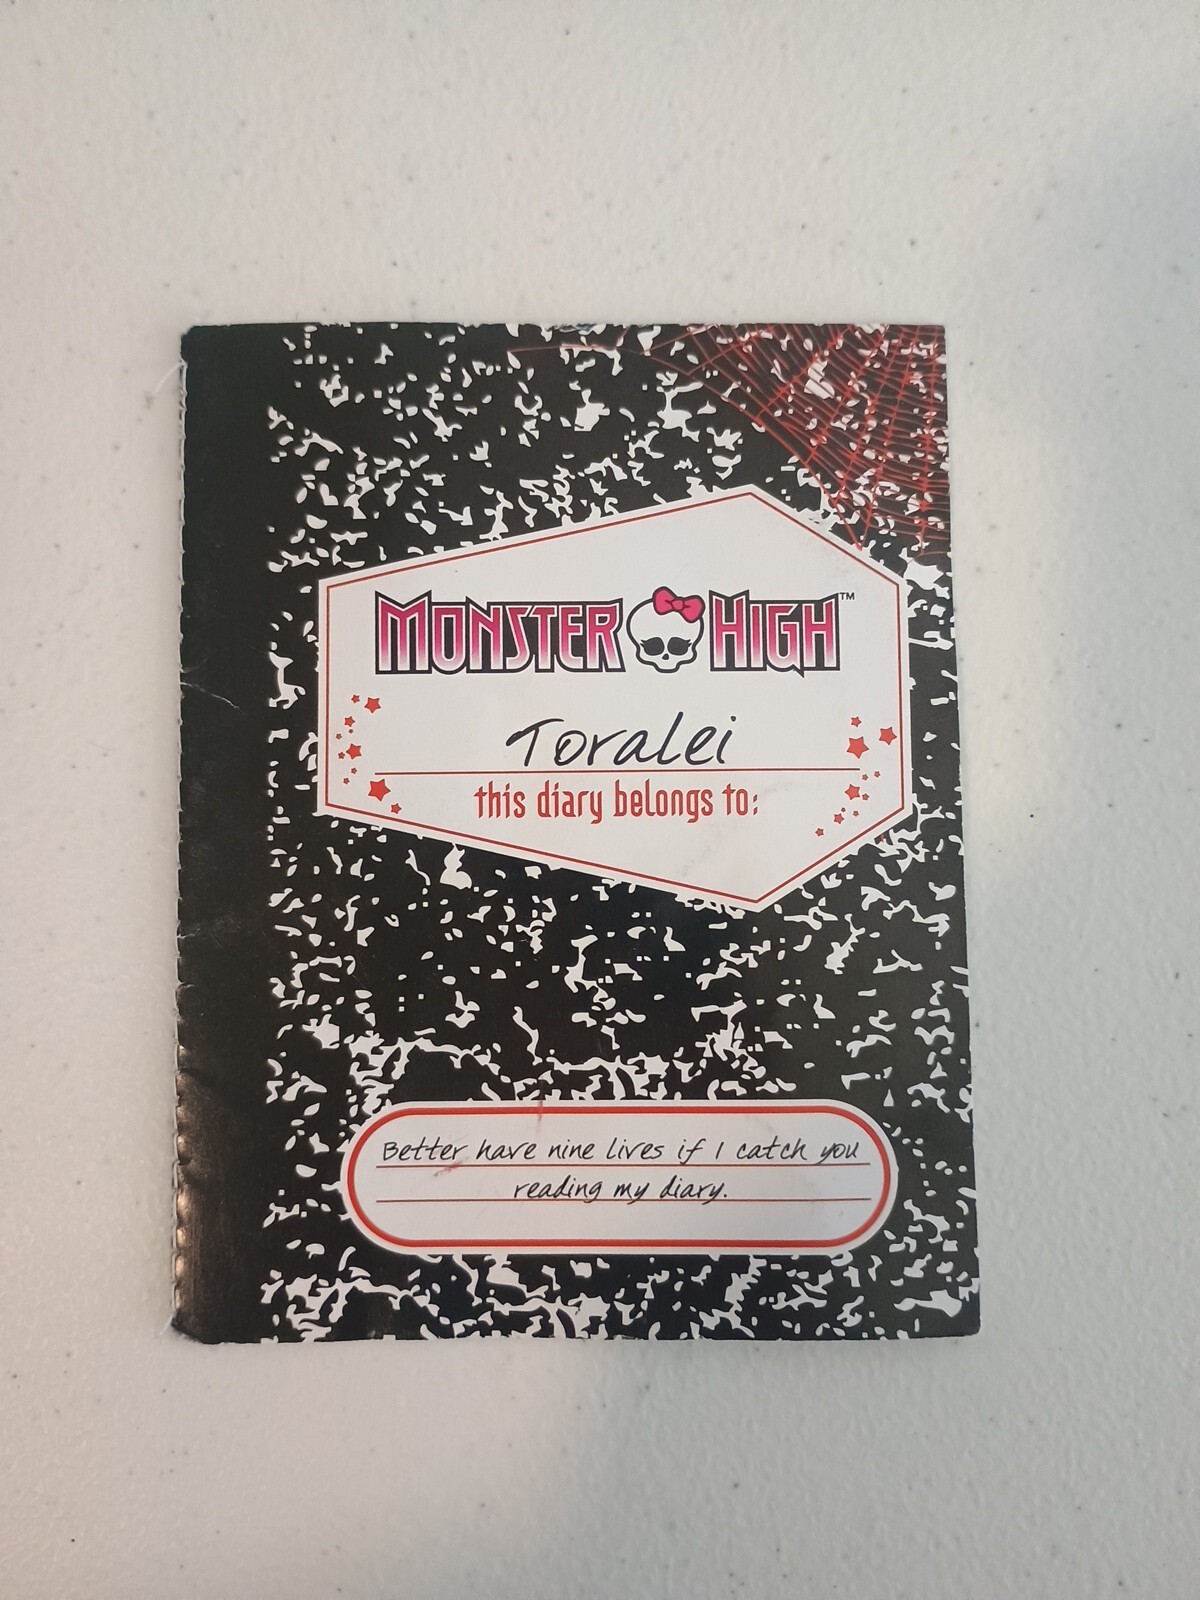 MONSTER HIGH™
Toralei
this diary belongs to:
Better have nine lives if I catch you
reading my diary.